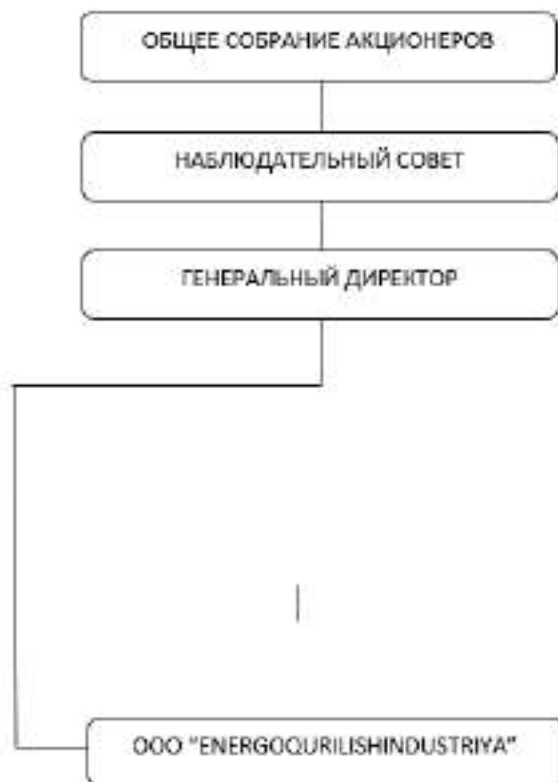 ОБЩЕЕ СОБРАНИЕ АКЦИОНЕРОВ
НАБЛЮДАТЕЛЬНЫЙ СОВЕТ
ГЕНЕРАЛЬНЫЙ ДИРЕКТОР
ООО "ENERGOQURILISHINDUSTRIYA"